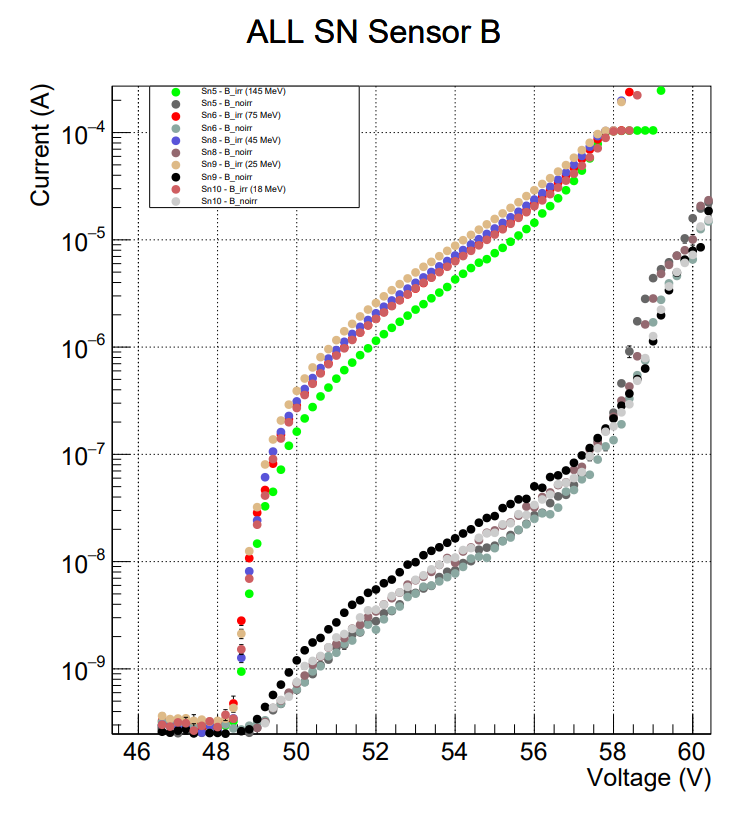 ALL SN Sensor B
Current (A)
Sn5 - B_irr (145 MeV)
Sn5 - B_noirr
Sn6 - B_irr (75 MeV)
Sn6 - B_noirr
Sn8 - B_irr (45 MeV)
Sn8 - B_noirr
Sn9 - B_irr (25 MeV)
Sn9 - B_noirr
Sn10 - B_irr (18 MeV)
Sn10 - B_noirr
10⁻⁴
10⁻⁵
10⁻⁶
10⁻⁷
10⁻⁸
10⁻⁹
46 48 50 52 54 56 58 60
Voltage (V)